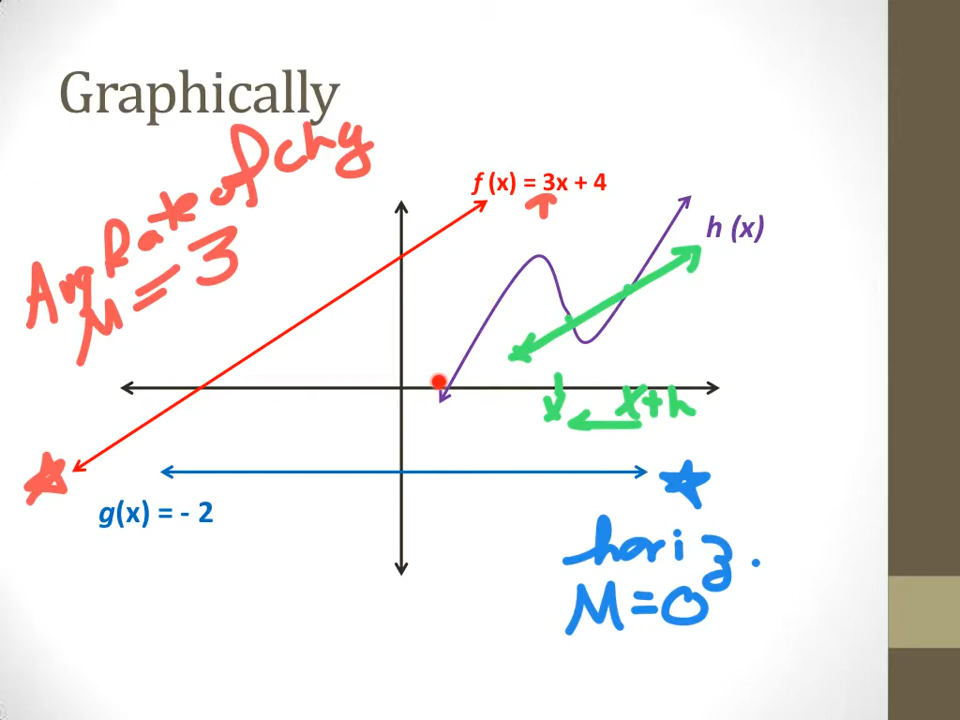 Graphically
Avg Rate of Chg
M = 3
f (x) = 3x + 4
h (x)
x
x+h
g(x) = - 2
horiz.
M=0